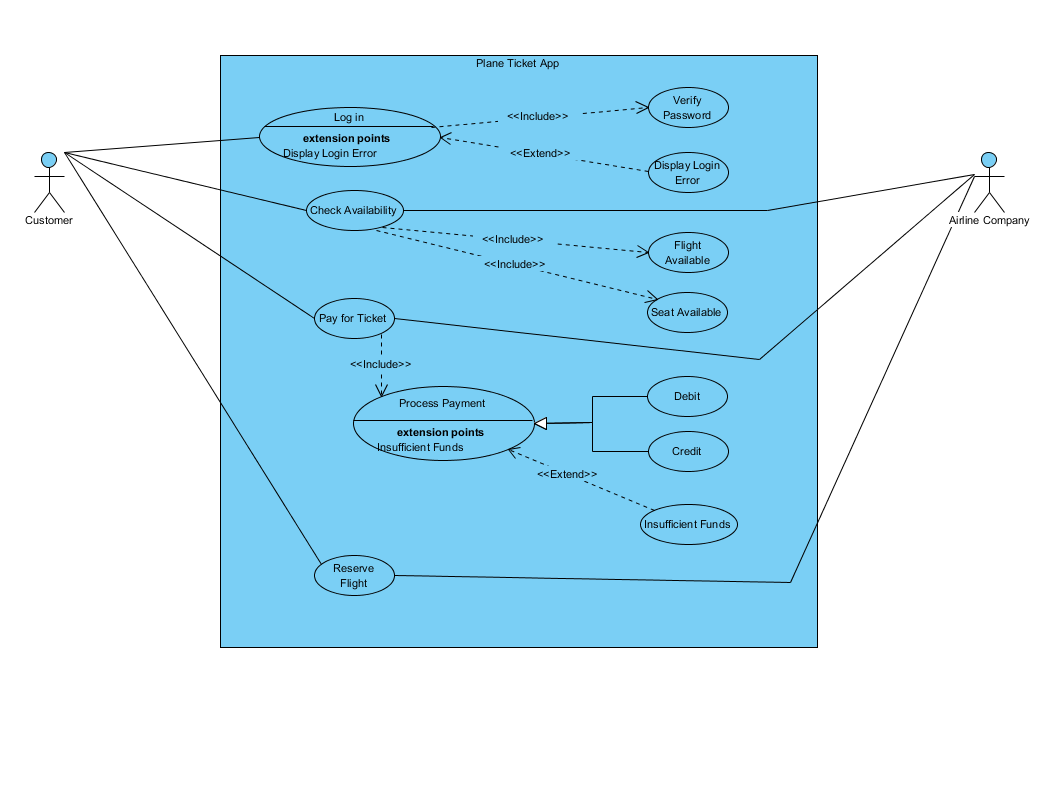 Plane Ticket App
Log in
extension points
Display Login Error
<<Include>>
Verify
Password
<<Extend>>
Display Login
Error
Customer
Airline Company
Check Availability
<<Include>>
Flight
Available
<<Include>>
Seat Available
Pay for Ticket
<<Include>>
Process Payment
extension points
Insufficient Funds
Debit
Credit
<<Extend>>
Insufficient Funds
Reserve
Flight